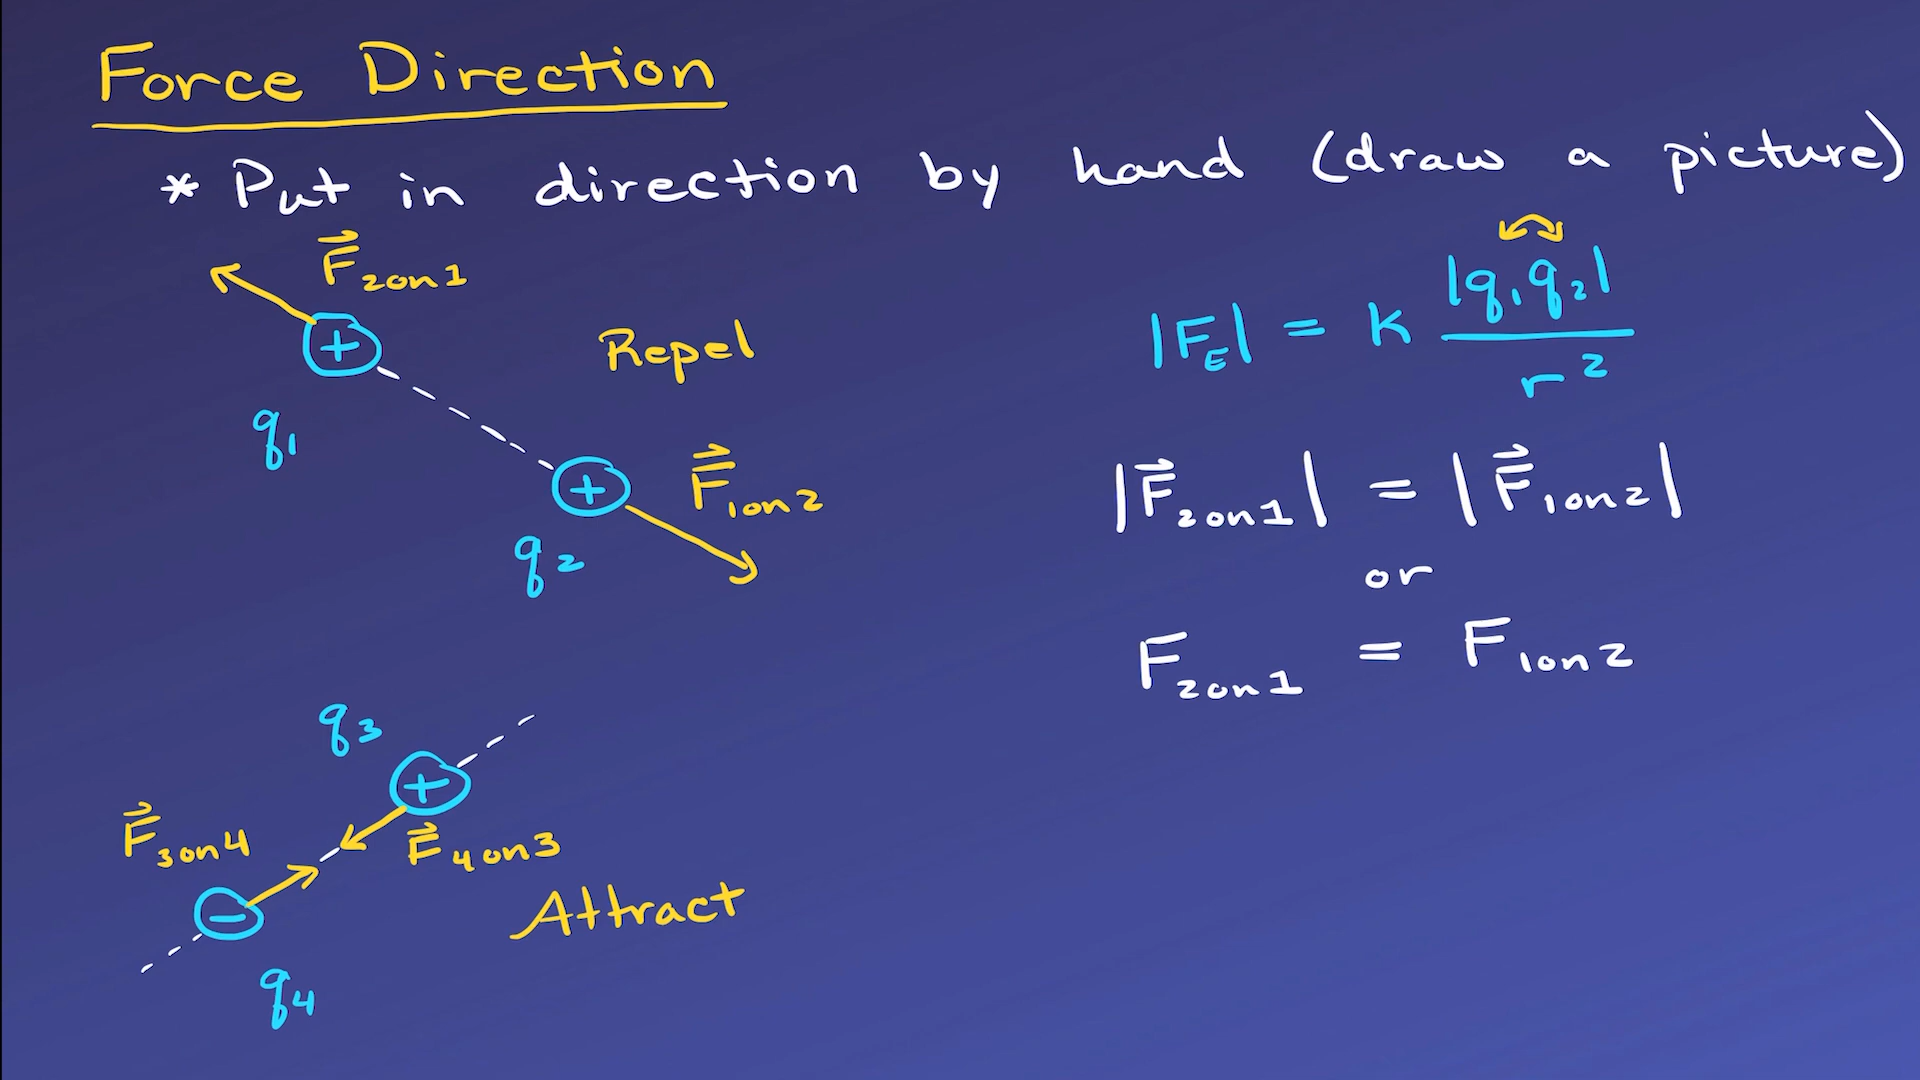 Force Direction
* Put in direction by hand (draw a picture)
F⃗2on1
+
Repel
q1
+
F⃗1on2
q2
|FE| = k |q1q2| / r²
|F⃗2on1| = |F⃗1on2|
or
F2on1 = F1on2
q3
+
F⃗3on4
F⃗4on3
−
Attract
q4